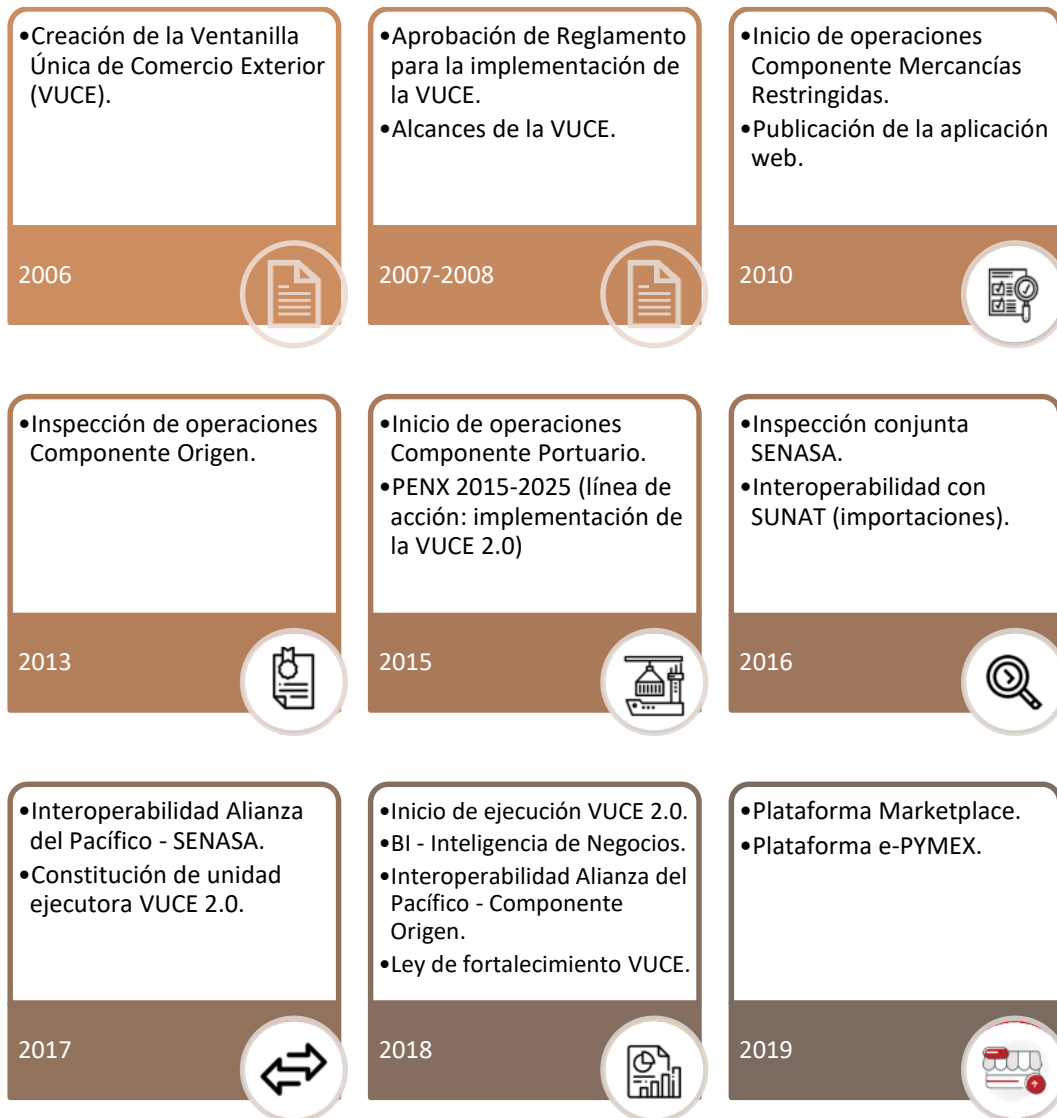 •Creación de la Ventanilla
Única de Comercio Exterior
(VUCE).
2006
•Aprobación de Reglamento
para la implementación de
la VUCE.
•Alcances de la VUCE.
2007-2008
•Inicio de operaciones
Componente Mercancías
Restringidas.
•Publicación de la aplicación
web.
2010
•Inspección de operaciones
Componente Origen.
2013
•Inicio de operaciones
Componente Portuario.
•PENX 2015-2025 (línea de
acción: implementación de
la VUCE 2.0)
2015
•Inspección conjunta
SENASA.
•Interoperabilidad con
SUNAT (importaciones).
2016
•Interoperabilidad Alianza
del Pacífico - SENASA.
•Constitución de unidad
ejecutora VUCE 2.0.
2017
•Inicio de ejecución VUCE 2.0.
•BI - Inteligencia de Negocios.
•Interoperabilidad Alianza del
Pacífico - Componente
Origen.
•Ley de fortalecimiento VUCE.
2018
•Plataforma Marketplace.
•Plataforma e-PYMEX.
2019